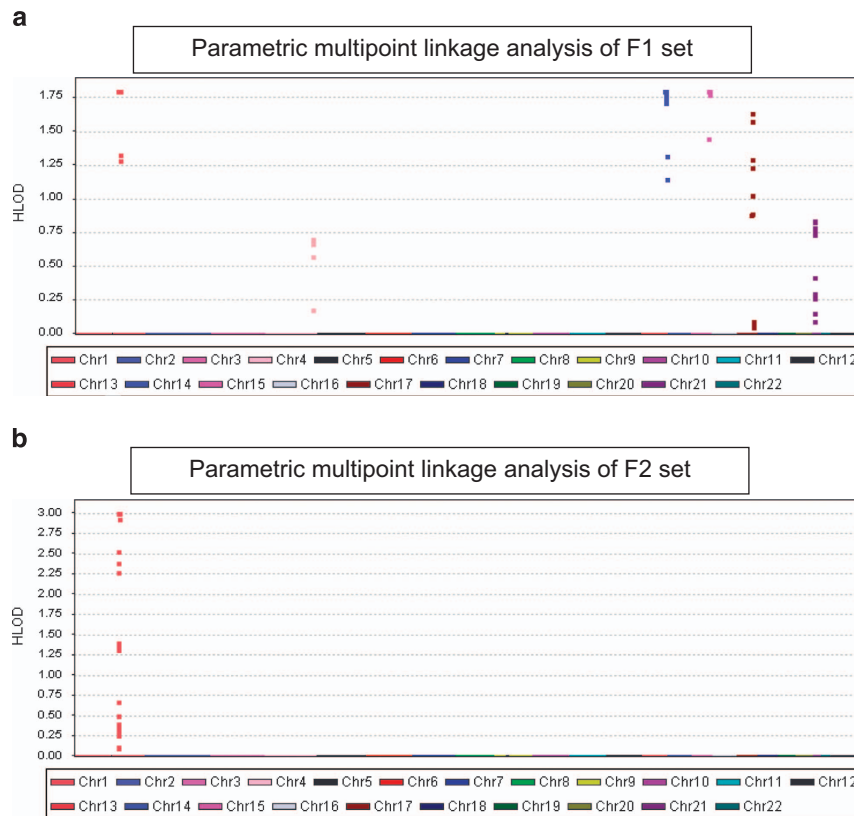 a
Parametric multipoint linkage analysis of F1 set
1.75
1.50
1.25
1.00
0.75
0.50
0.25
0.00
HLOD
Chr1 Chr2 Chr3 Chr4 Chr5 Chr6 Chr7 Chr8 Chr9 Chr10 Chr11 Chr12
Chr13 Chr14 Chr15 Chr16 Chr17 Chr18 Chr19 Chr20 Chr21 Chr22
b
Parametric multipoint linkage analysis of F2 set
3.00
2.75
2.50
2.25
2.00
1.75
1.50
1.25
1.00
0.75
0.50
0.25
0.00
HLOD
Chr1 Chr2 Chr3 Chr4 Chr5 Chr6 Chr7 Chr8 Chr9 Chr10 Chr11 Chr12
Chr13 Chr14 Chr15 Chr16 Chr17 Chr18 Chr19 Chr20 Chr21 Chr22